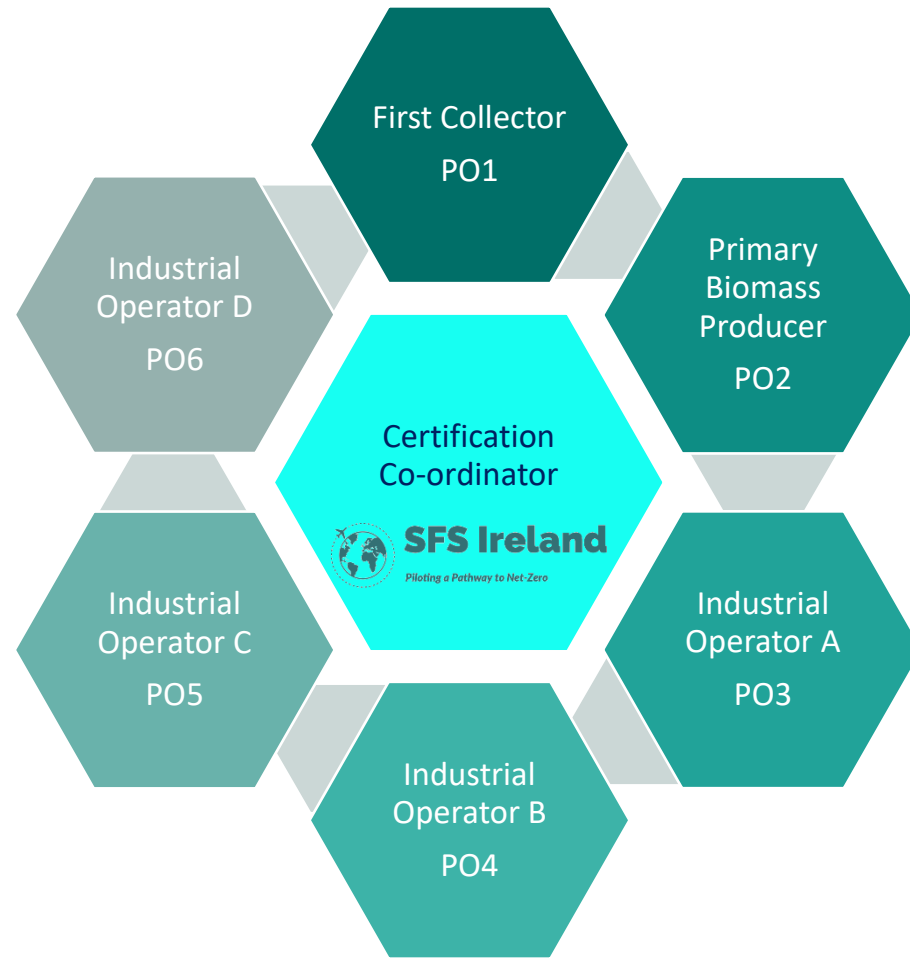 First Collector
PO1
Primary
Biomass
Producer
PO2
Industrial
Operator A
PO3
Industrial
Operator B
PO4
Industrial
Operator C
PO5
Industrial
Operator D
PO6
Certification
Co-ordinator
SFS Ireland
Piloting a Pathway to Net-Zero